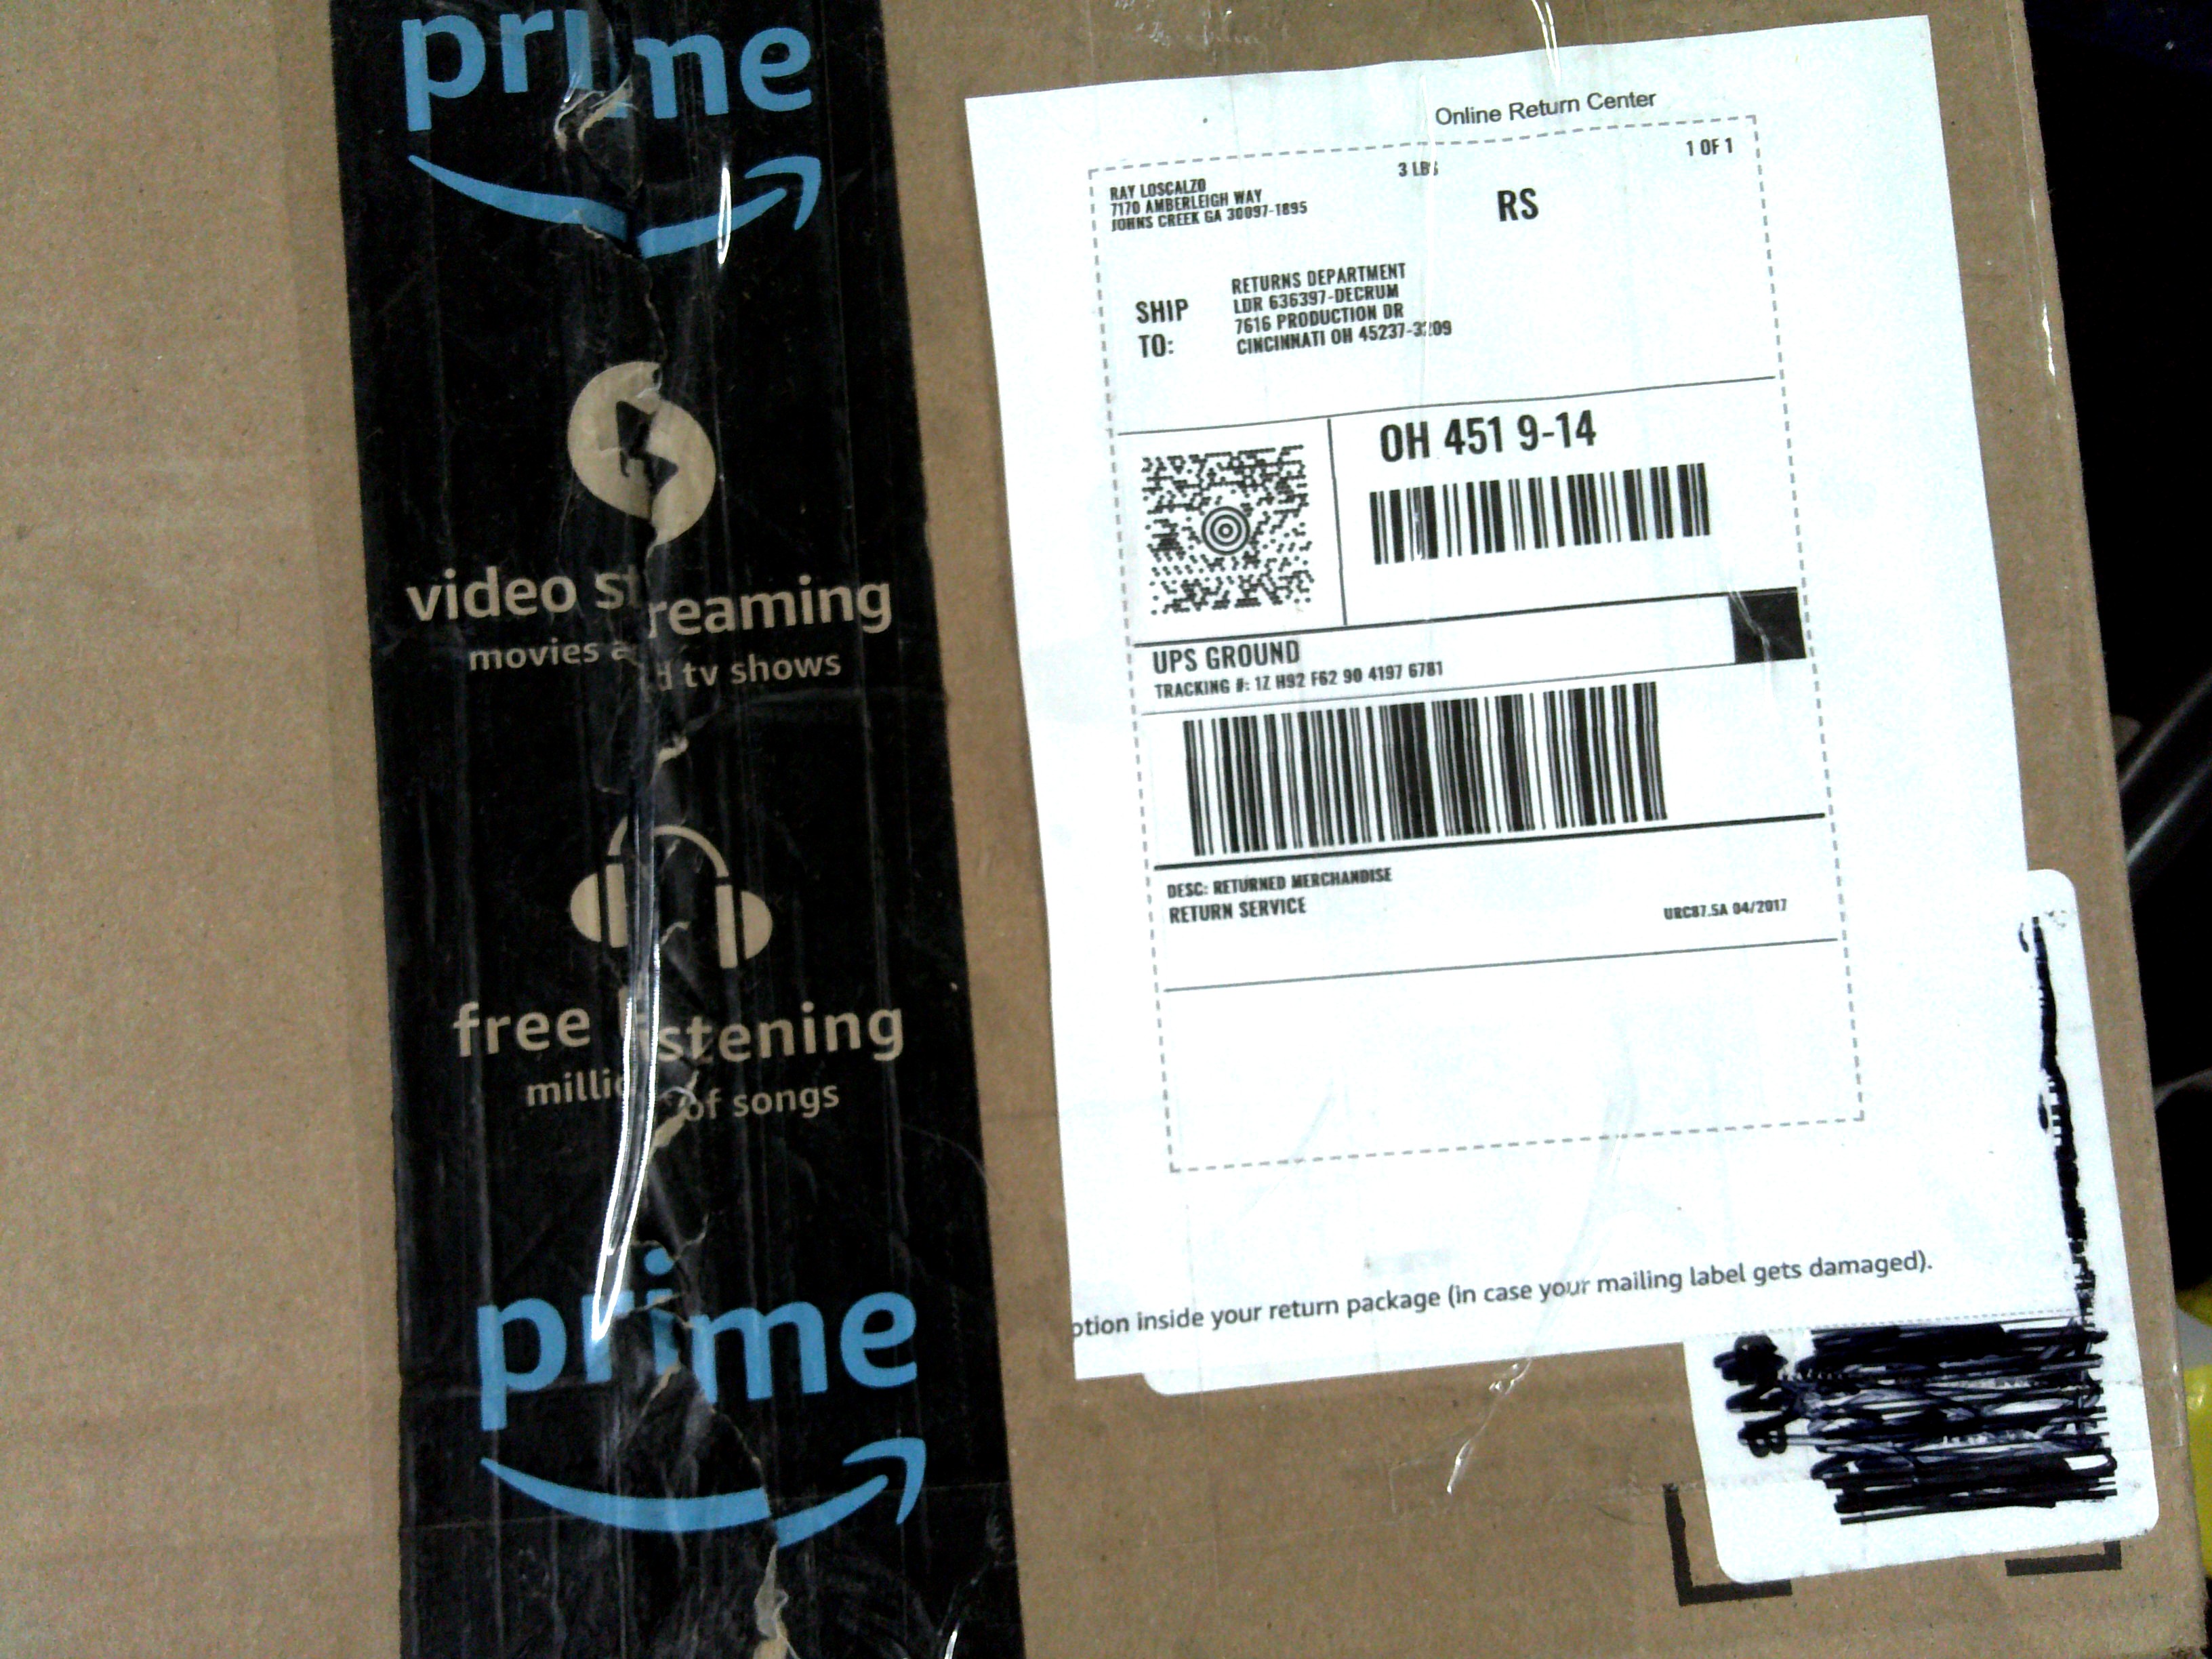 prime
video streaming
movies and tv shows
free listening
of songs
prime
Online Return Center
1 OF 1
3 LBS
RS
RAY LOSCALZO
7170 AMBERLEIGH WAY
JOHNS CREEK GA 30097-1895
SHIP
TO:
RETURNS DEPARTMENT
LDR 636397-DECRUM
7616 PRODUCTION DR
CINCINNATI OH
OH 451 9-14
UPS GROUND
TRACKING #: 1Z H92 F62 90 4197 6781
DESC: RETURNED MERCHANDISE
RETURN SERVICE
URC87.5A 04/2017
inside your return package (in case your mailing label gets damaged).